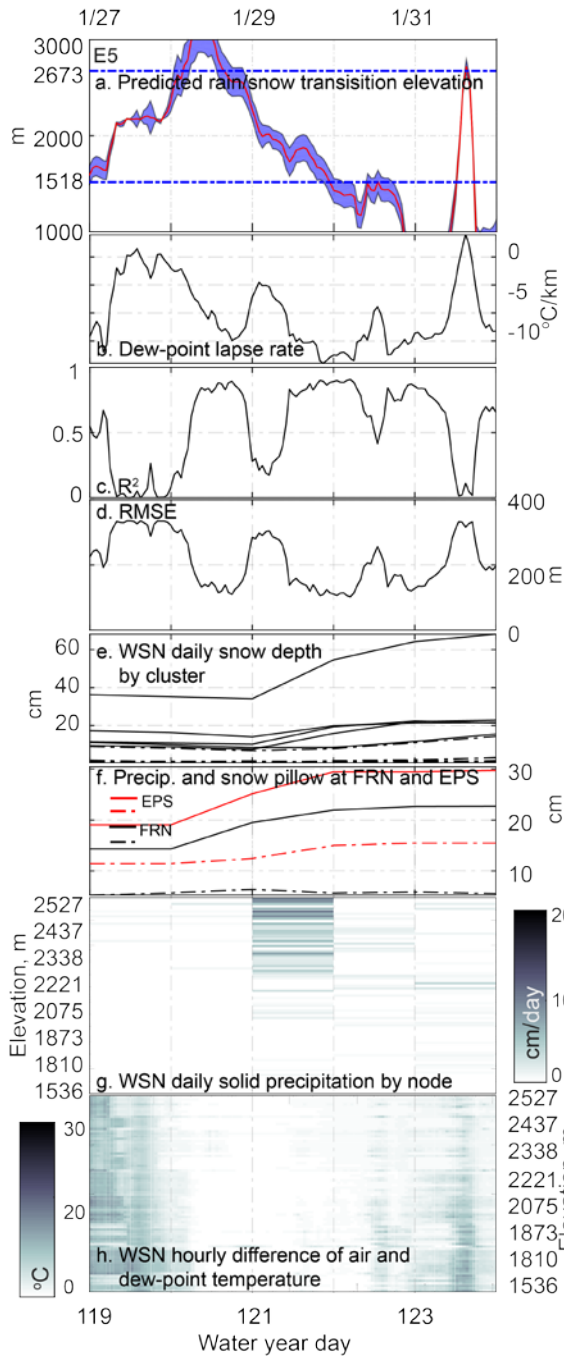 1/27 1/29 1/31
3000
E5
2673
a. Predicted rain/snow transisition elevation
m
2000
1518
1000
0
-5
-10
°C/km
b. Dew-point lapse rate
1
0.5
0
c. R²
400
d. RMSE
200
m
0
60
e. WSN daily snow depth
by cluster
40
cm
20
f. Precip. and snow pillow at FRN and EPS
30
EPS
cm
20
FRN
10
2527
2437
2338
2221
2075
1873
1810
1536
Elevation, m
20
10
0
cm/day
g. WSN daily solid precipitation by node
30
20
0
°C
2527
2437
2338
2221
2075
1873
1810
1536
h. WSN hourly difference of air and
dew-point temperature
119 121 123
Water year day